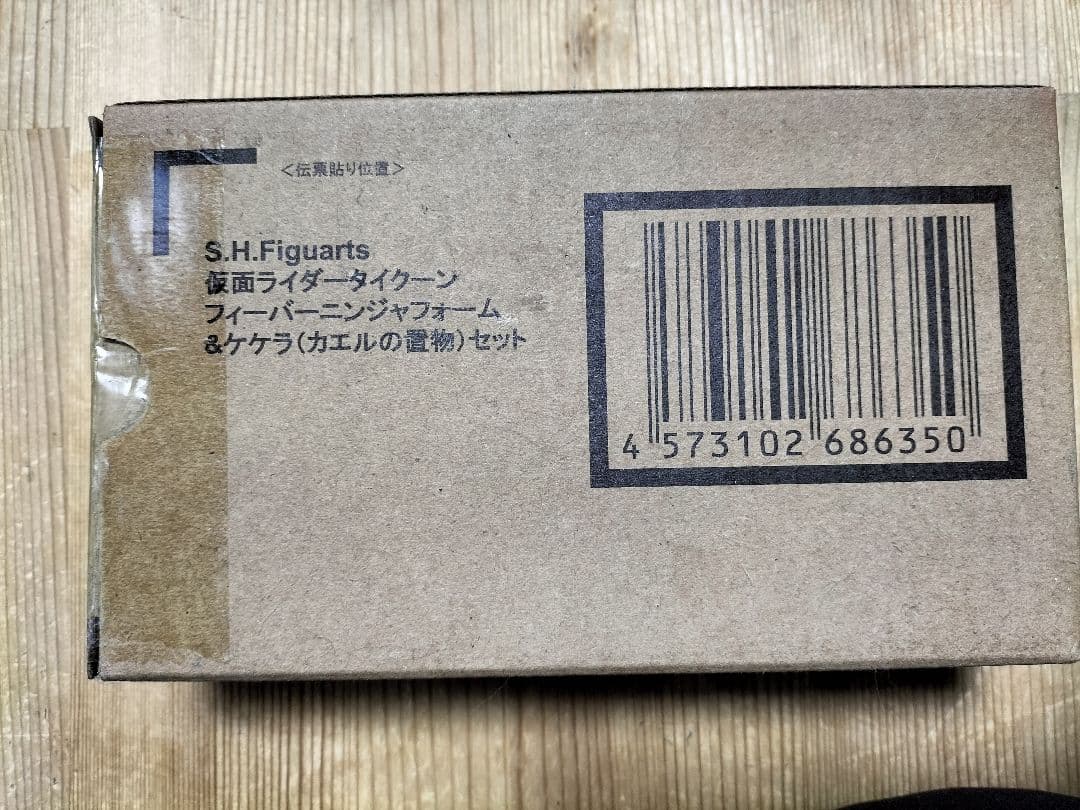 <伝票貼り位置>
S.H.Figuarts
仮面ライダータイクーン
フィーバーニンジャフォーム
&ケケラ(カエルの置物)セット
4 573102 686350